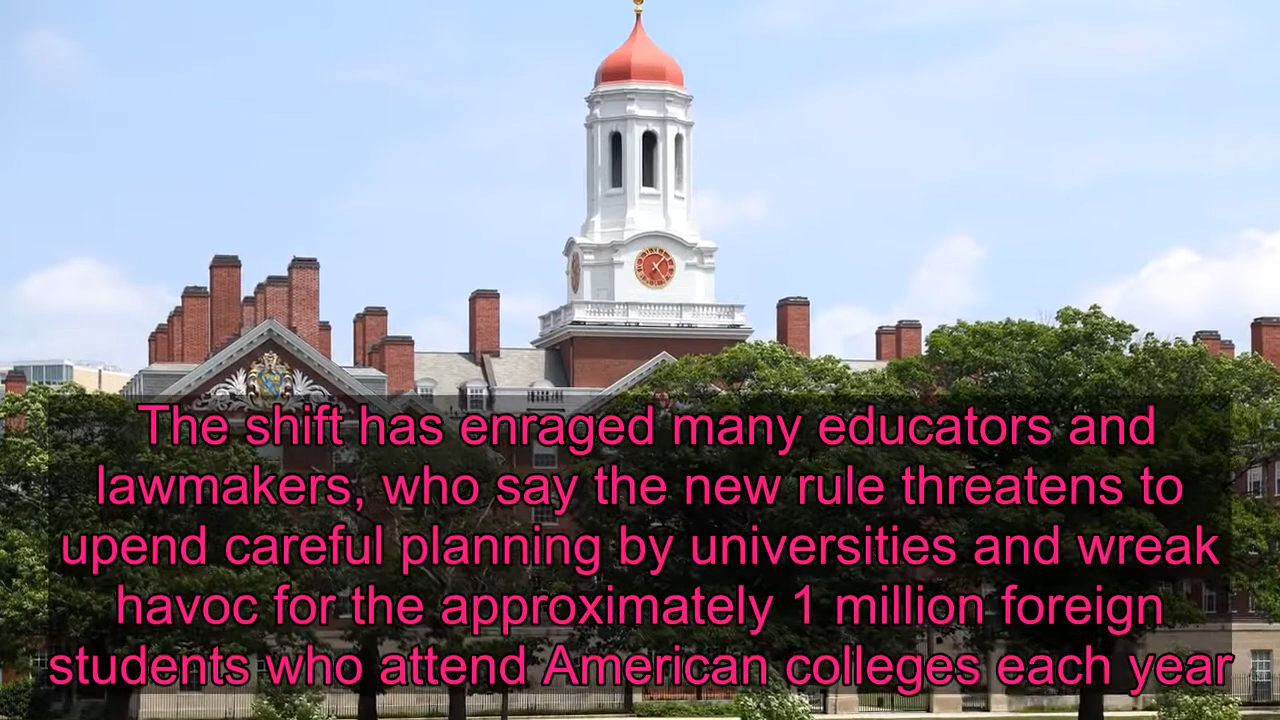 The shift has enraged many educators and
lawmakers, who say the new rule threatens to
upend careful planning by universities and wreak
havoc for the approximately 1 million foreign
students who attend American colleges each year